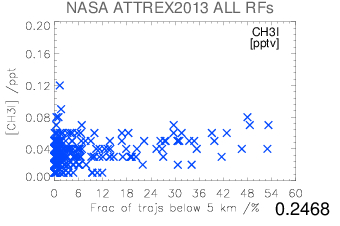 NASA ATTREX2013 ALL RFs
CH3I
[pptv]
[CH3I] /ppt
0.20
0.16
0.12
0.08
0.04
0.00
0 6 12 18 24 30 36 42 48 54 60
Frac of trajs below 5 km /%
0.2468